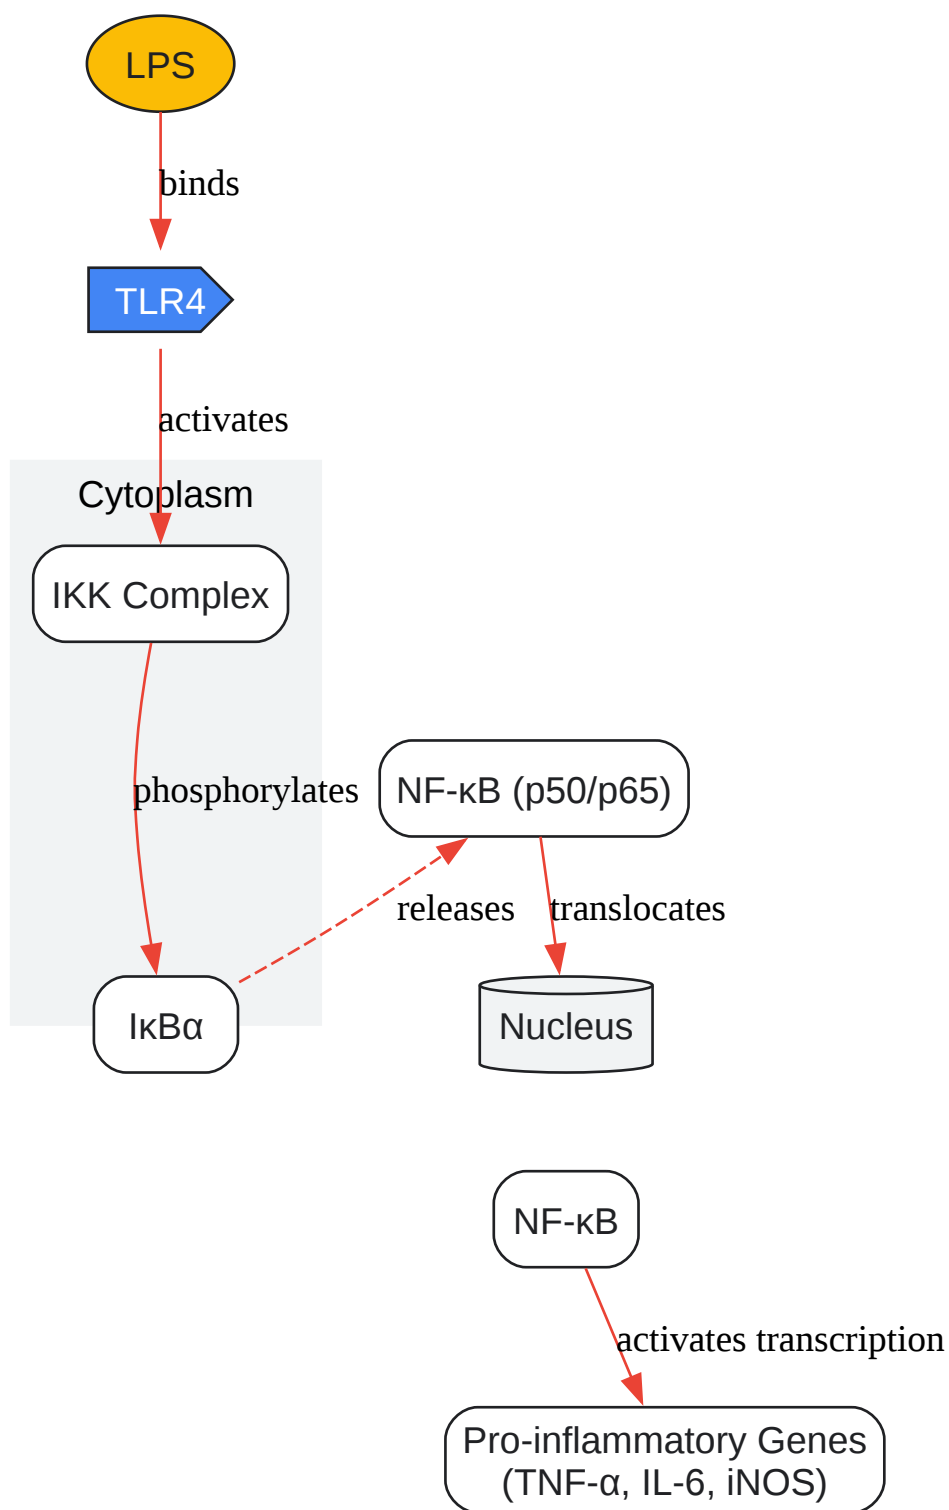 LPS
binds
TLR4
activates
Cytoplasm
IKK Complex
phosphorylates
NF-κB (p50/p65)
releases
translocates
IκBα
Nucleus
NF-κB
activates transcription
Pro-inflammatory Genes
(TNF-α, IL-6, iNOS)